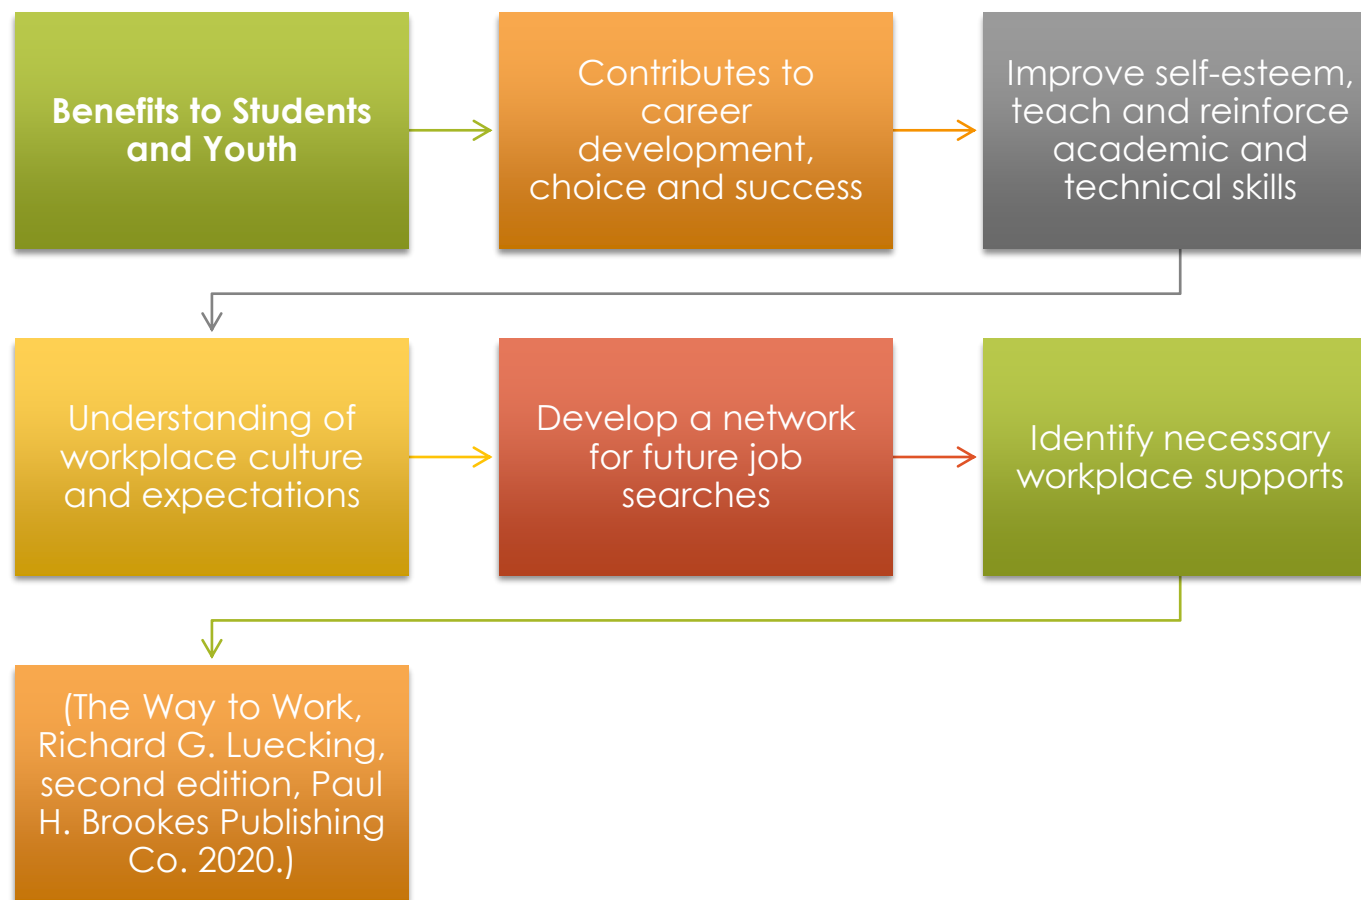 Benefits to Students
and Youth
Contributes to
career
development,
choice and success
Improve self-esteem,
teach and reinforce
academic and
technical skills
Understanding of
workplace culture
and expectations
Develop a network
for future job
searches
Identify necessary
workplace supports
(The Way to Work,
Richard G. Luecking,
second edition, Paul
H. Brookes Publishing
Co. 2020.)